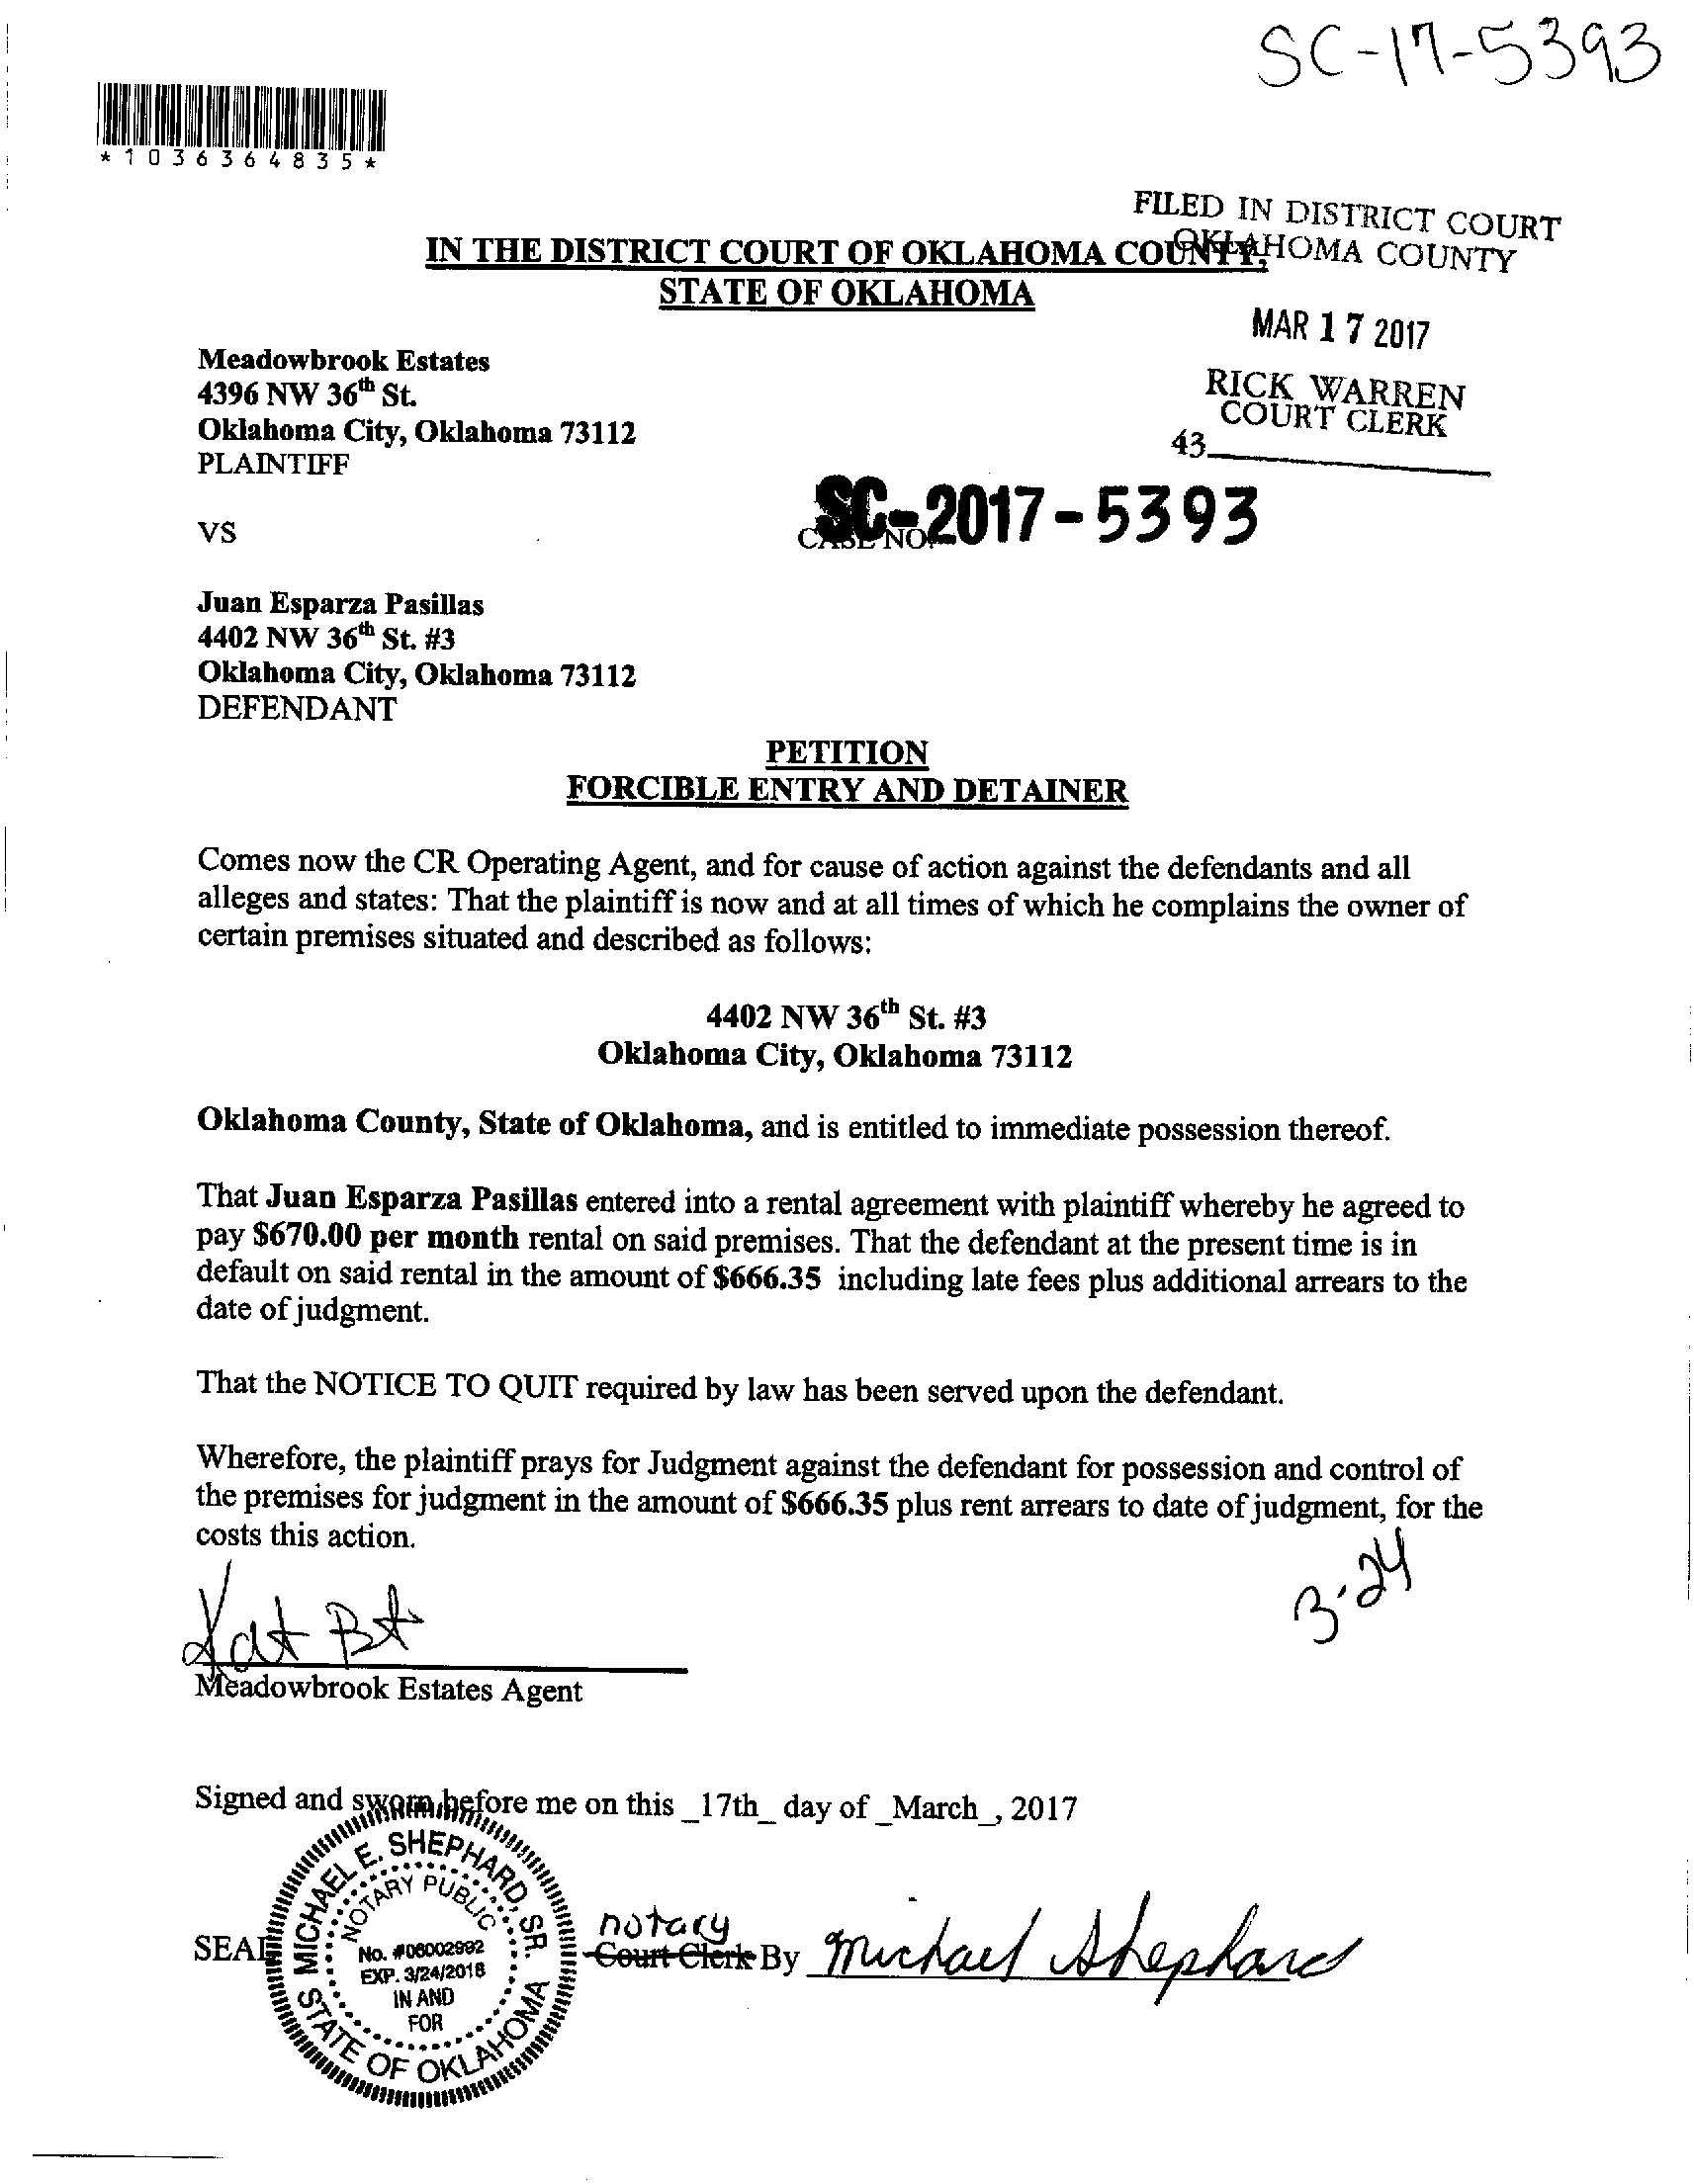 SC-17-5393
*1036364835*
FILED IN DISTRICT COURT
OKLAHOMA COUNTY
IN THE DISTRICT COURT OF OKLAHOMA COUNTY,
STATE OF OKLAHOMA
MAR 17 2017
RICK WARREN
COURT CLERK
43
Meadowbrook Estates
4396 NW 36th St.
Oklahoma City, Oklahoma 73112
PLAINTIFF
SC-2017-5393
VS CASE NO.
Juan Esparza Pasillas
4402 NW 36th St. #3
Oklahoma City, Oklahoma 73112
DEFENDANT
PETITION
FORCIBLE ENTRY AND DETAINER
Comes now the CR Operating Agent, and for cause of action against the defendants and all
alleges and states: That the plaintiff is now and at all times of which he complains the owner of
certain premises situated and described as follows:
4402 NW 36th St. #3
Oklahoma City, Oklahoma 73112
Oklahoma County, State of Oklahoma, and is entitled to immediate possession thereof.
That Juan Esparza Pasillas entered into a rental agreement with plaintiff whereby he agreed to
pay $670.00 per month rental on said premises. That the defendant at the present time is in
default on said rental in the amount of $666.35 including late fees plus additional arrears to the
date of judgment.
That the NOTICE TO QUIT required by law has been served upon the defendant.
Wherefore, the plaintiff prays for Judgment against the defendant for possession and control of
the premises for judgment in the amount of $666.35 plus rent arrears to date of judgment, for the
costs this action.
3-24
Kat
Meadowbrook Estates Agent
Signed and sworn before me on this _17th_ day of _March_, 2017
MICHAEL E. SHEPHARD, SR.
NOTARY PUBLIC
No. #06002992
EXP. 3/24/2018
IN AND
FOR
STATE OF OKLAHOMA
notary
SEAL Court Clerk By Michael Shephard